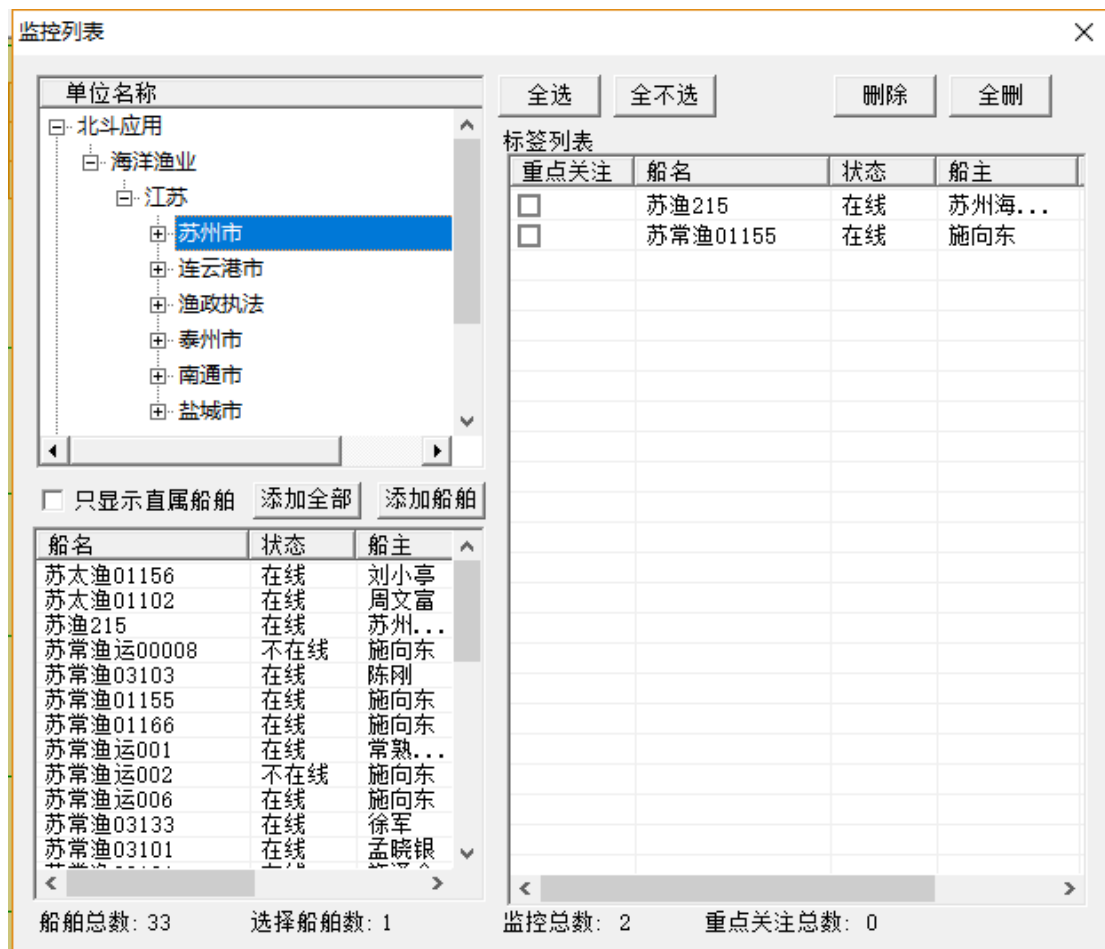 监控列表
单位名称
北斗应用
海洋渔业
江苏
苏州市
连云港市
渔政执法
泰州市
南通市
盐城市
只显示直属船舶 添加全部 添加船舶
船名 状态 船主
苏太渔01156 在线 刘小亭
苏太渔01102 在线 周文富
苏渔215 在线 苏州...
苏常渔运00008 不在线 施向东
苏常渔03103 在线 陈刚
苏常渔01155 在线 施向东
苏常渔01166 在线 施向东
苏常渔运001 在线 常熟...
苏常渔运002 不在线 施向东
苏常渔运006 在线 施向东
苏常渔03133 在线 徐军
苏常渔03101 在线 孟晓银
船舶总数: 33 选择船舶数: 1
全选 全不选 删除 全删
标签列表
重点关注 船名 状态 船主
苏渔215 在线 苏州海...
苏常渔01155 在线 施向东
监控总数: 2 重点关注总数: 0